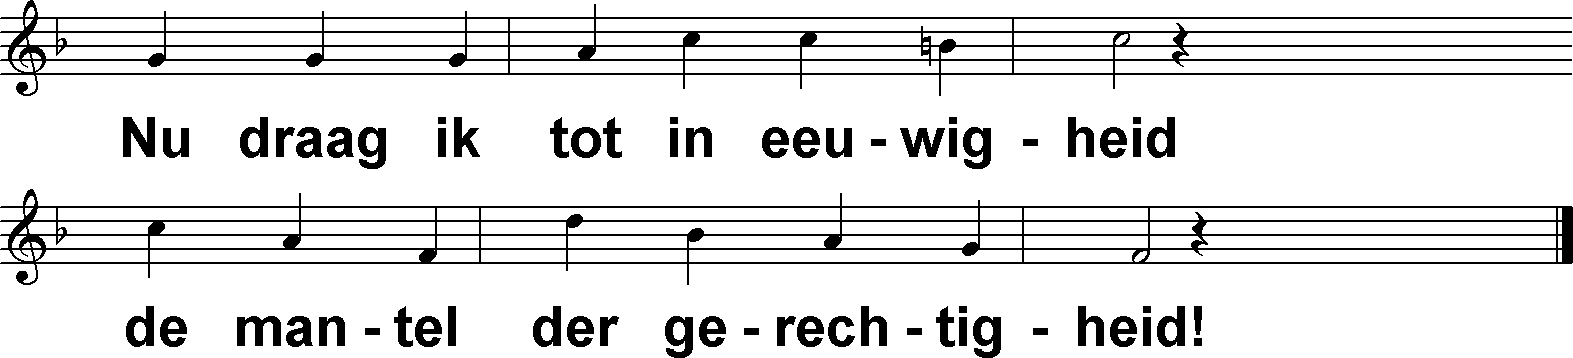 Nu draag ik tot in eeu - wig - heid
de man - tel der ge - rech - tig - heid!